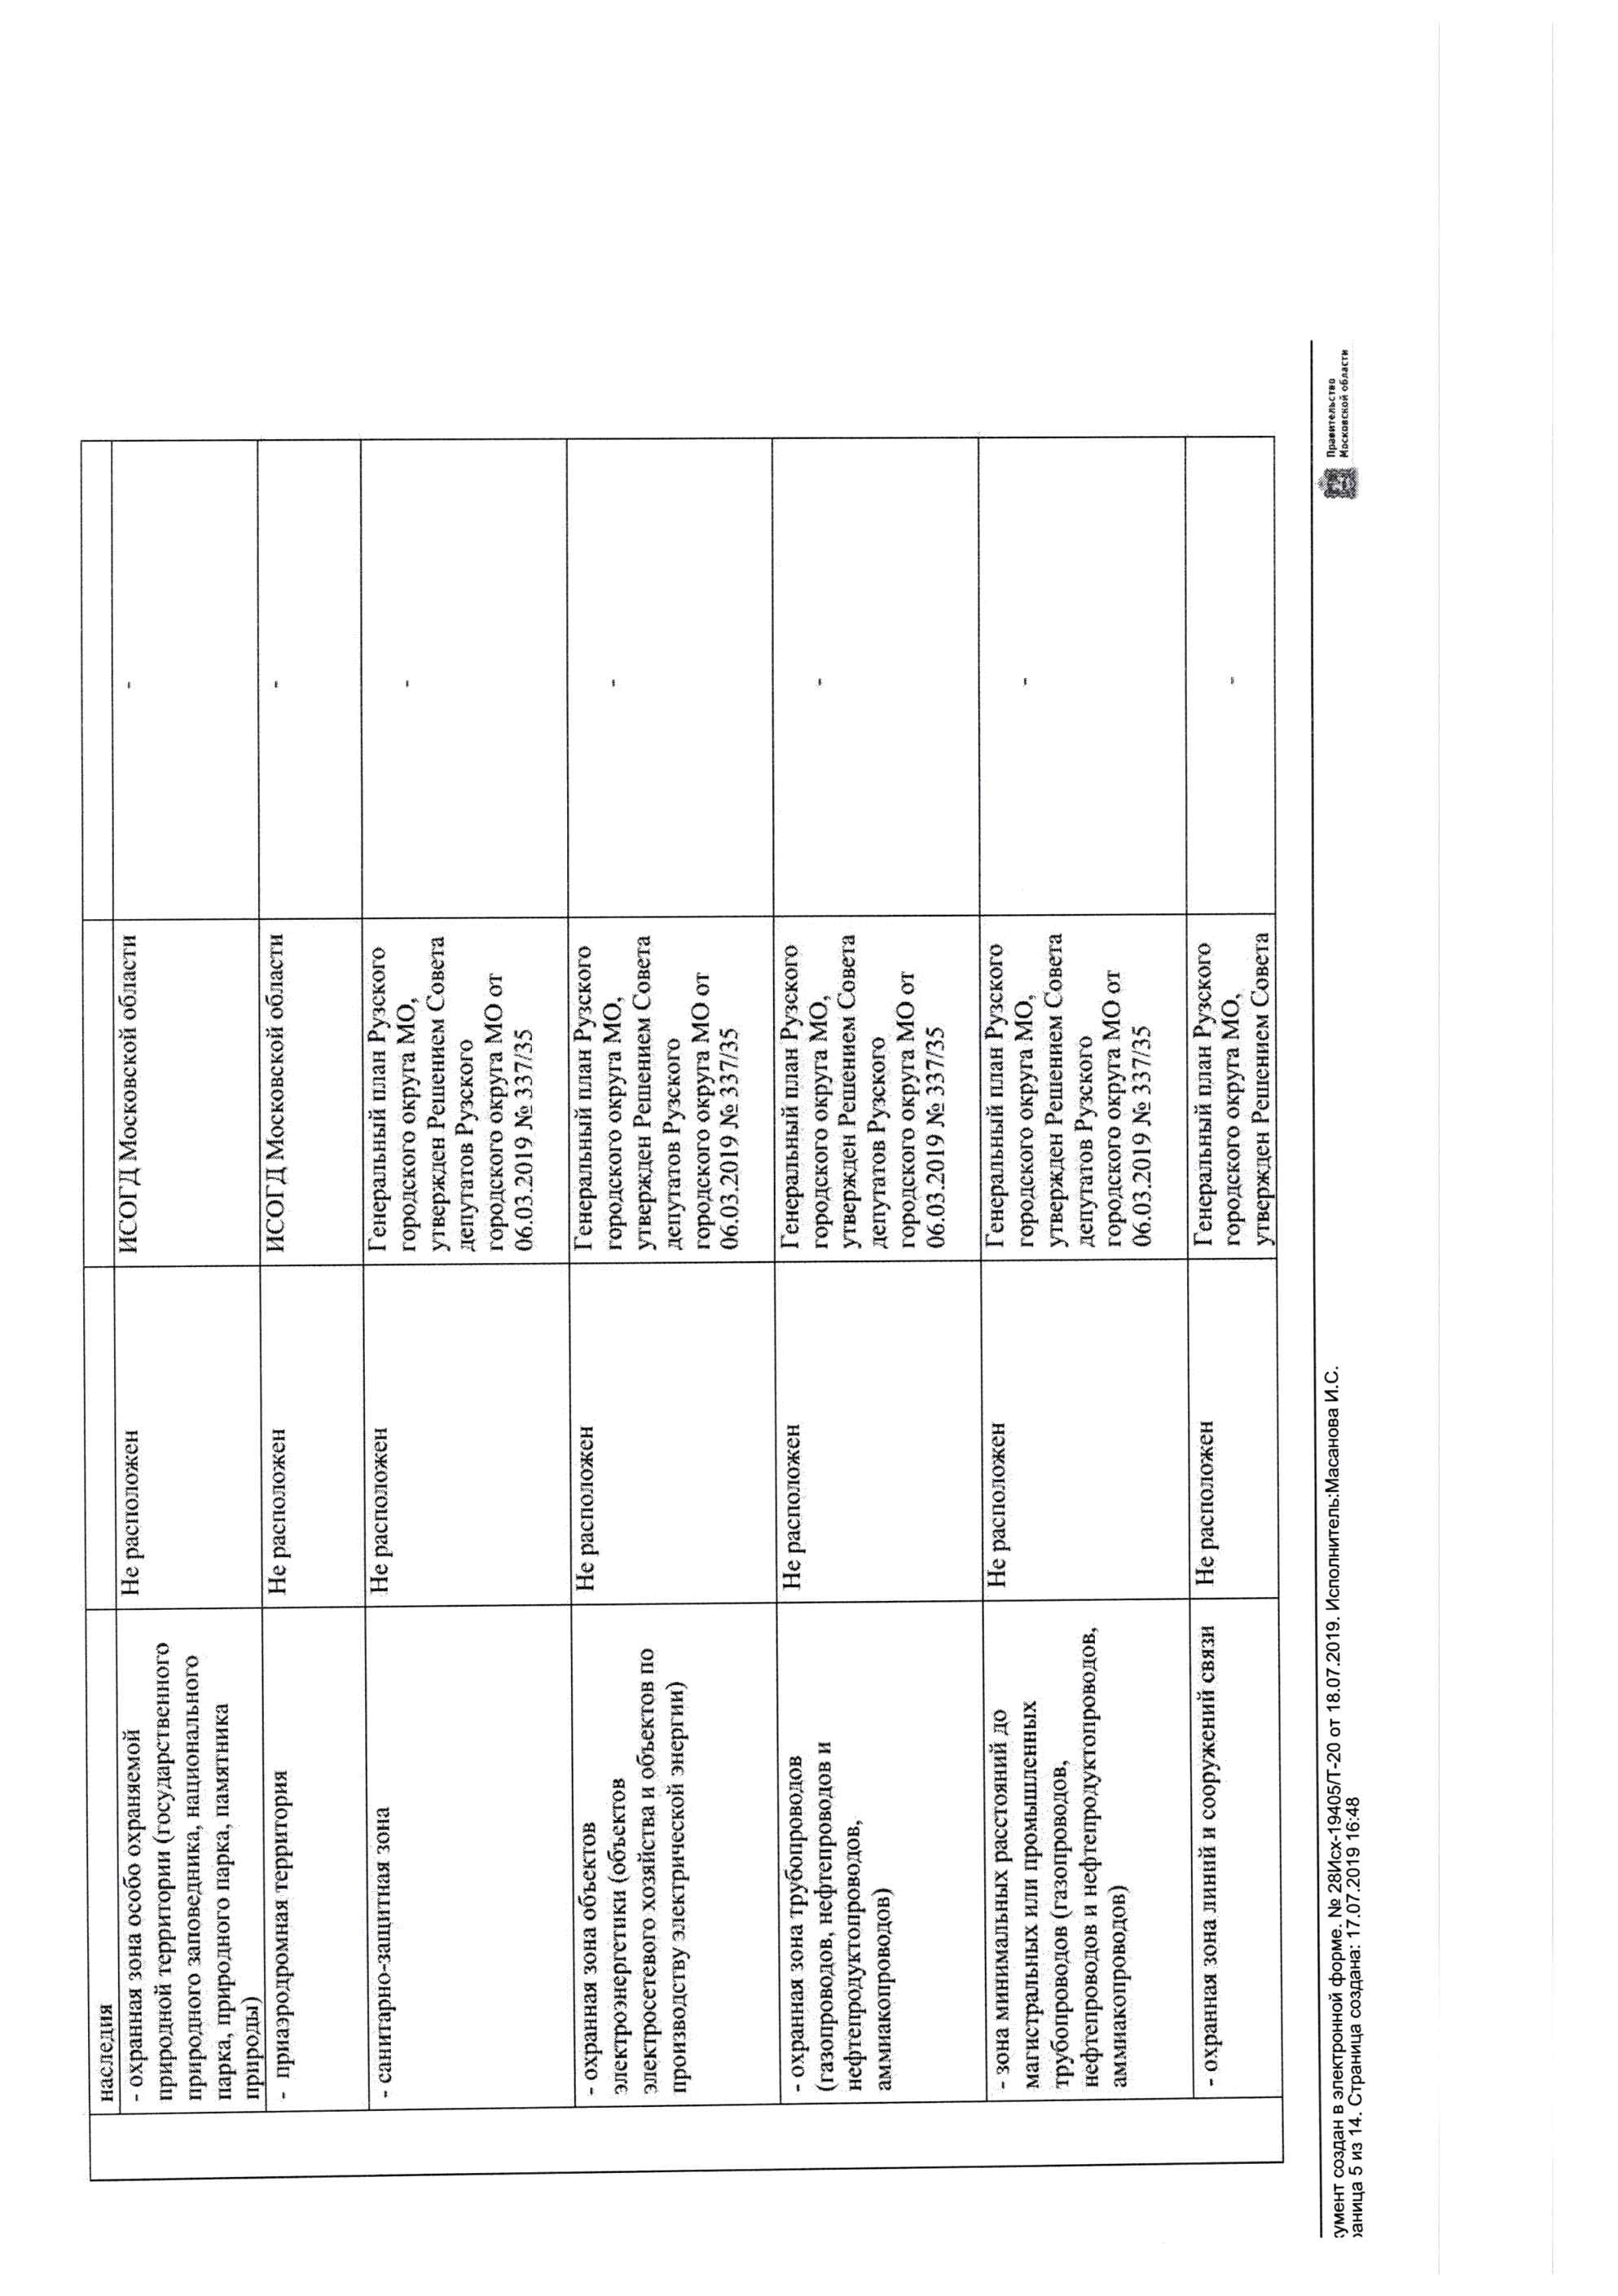 наследия
- охранная зона особо охраняемой
природной территории (государственного
природного заповедника, национального
парка, природного парка, памятника
природы)
Не расположен
ИСОГД Московской области
-
- приаэродромная территория
Не расположен
ИСОГД Московской области
-
- санитарно-защитная зона
Не расположен
Генеральный план Рузского
городского округа МО,
утвержден Решением Совета
депутатов Рузского
городского округа МО от
06.03.2019 № 337/35
-
- охранная зона объектов
электроэнергетики (объектов
электросетевого хозяйства и объектов по
производству электрической энергии)
Не расположен
Генеральный план Рузского
городского округа МО,
утвержден Решением Совета
депутатов Рузского
городского округа МО от
06.03.2019 № 337/35
-
- охранная зона трубопроводов
(газопроводов, нефтепроводов и
нефтепродуктопроводов,
аммиакопроводов)
Не расположен
Генеральный план Рузского
городского округа МО,
утвержден Решением Совета
депутатов Рузского
городского округа МО от
06.03.2019 № 337/35
-
- зона минимальных расстояний до
магистральных или промышленных
трубопроводов (газопроводов,
нефтепроводов и нефтепродуктопроводов,
аммиакопроводов)
Не расположен
Генеральный план Рузского
городского округа МО,
утвержден Решением Совета
депутатов Рузского
городского округа МО от
06.03.2019 № 337/35
-
- охранная зона линий и сооружений связи
Не расположен
Генеральный план Рузского
городского округа МО,
утвержден Решением Совета
-
умент создан в электронной форме. № 28Исх-19405/Т-20 от 18.07.2019. Исполнитель:Масанова И.С.
аница 5 из 14. Страница создана: 17.07.2019 16:48
Правительство
Московской области